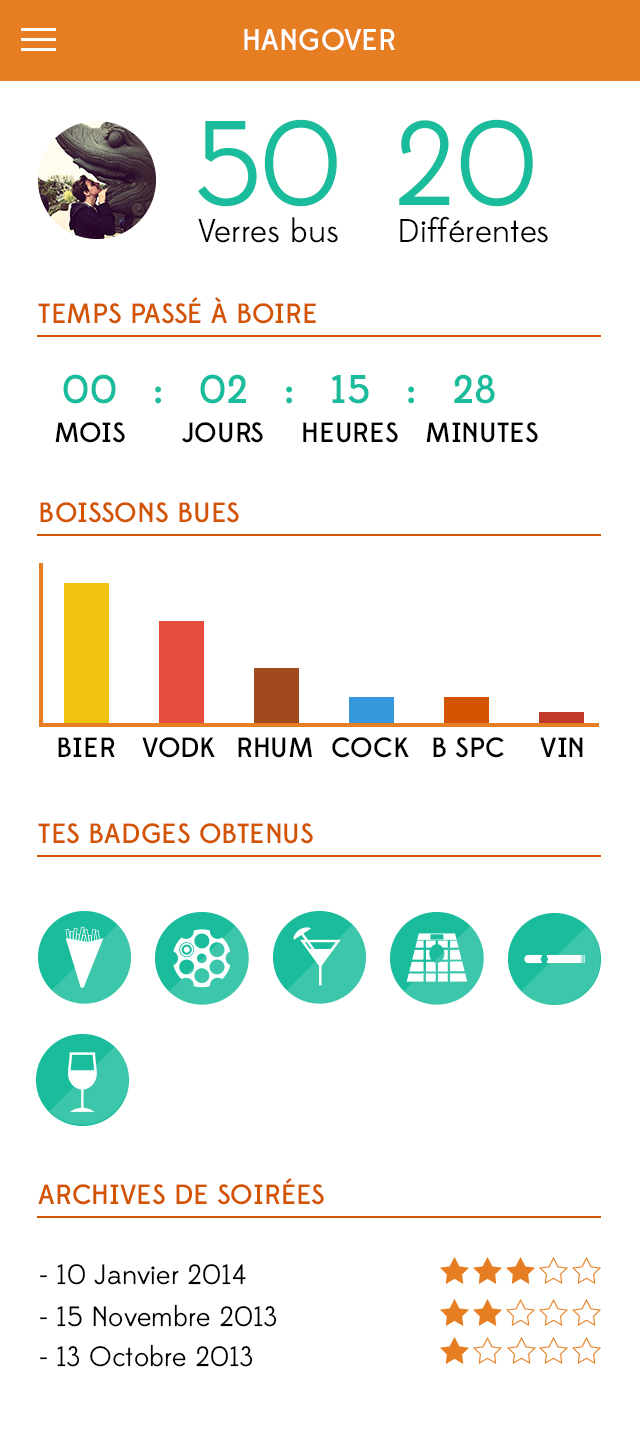 HANGOVER
50 20
Verres bus Différentes
TEMPS PASSÉ À BOIRE
00 : 02 : 15 : 28
MOIS JOURS HEURES MINUTES
BOISSONS BUES
BIER VODK RHUM COCK B SPC VIN
TES BADGES OBTENUS
ARCHIVES DE SOIRÉES
- 10 Janvier 2014
- 15 Novembre 2013
- 13 Octobre 2013